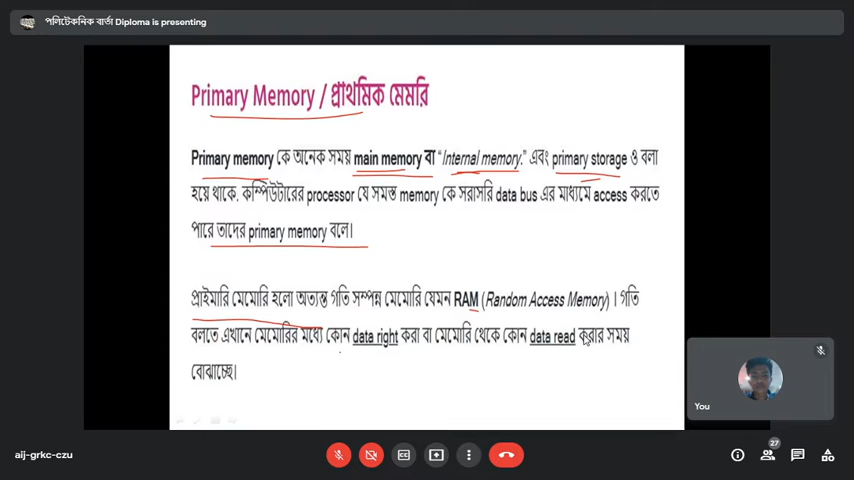 পলিটেকনিক বার্তা Diploma is presenting
Primary Memory / প্রাথমিক মেমরি
Primary memory কে অনেক সময় main memory বা “Internal memory.” এবং primary storage ও বলা
হয়ে থাকে. কম্পিউটারের processor যে সমস্ত memory কে সরাসরি data bus এর মাধ্যমে access করতে
পারে তাদের primary memory বলে।
প্রাইমারি মেমোরি হলো অত্যন্ত গতি সম্পন্ন মেমোরি যেমন RAM (Random Access Memory) । গতি
বলতে এখানে মেমোরির মধ্যে কোন data right করা বা মেমোরি থেকে কোন data read করার সময়
বোঝাচ্ছে।
You
aij-grkc-czu
27